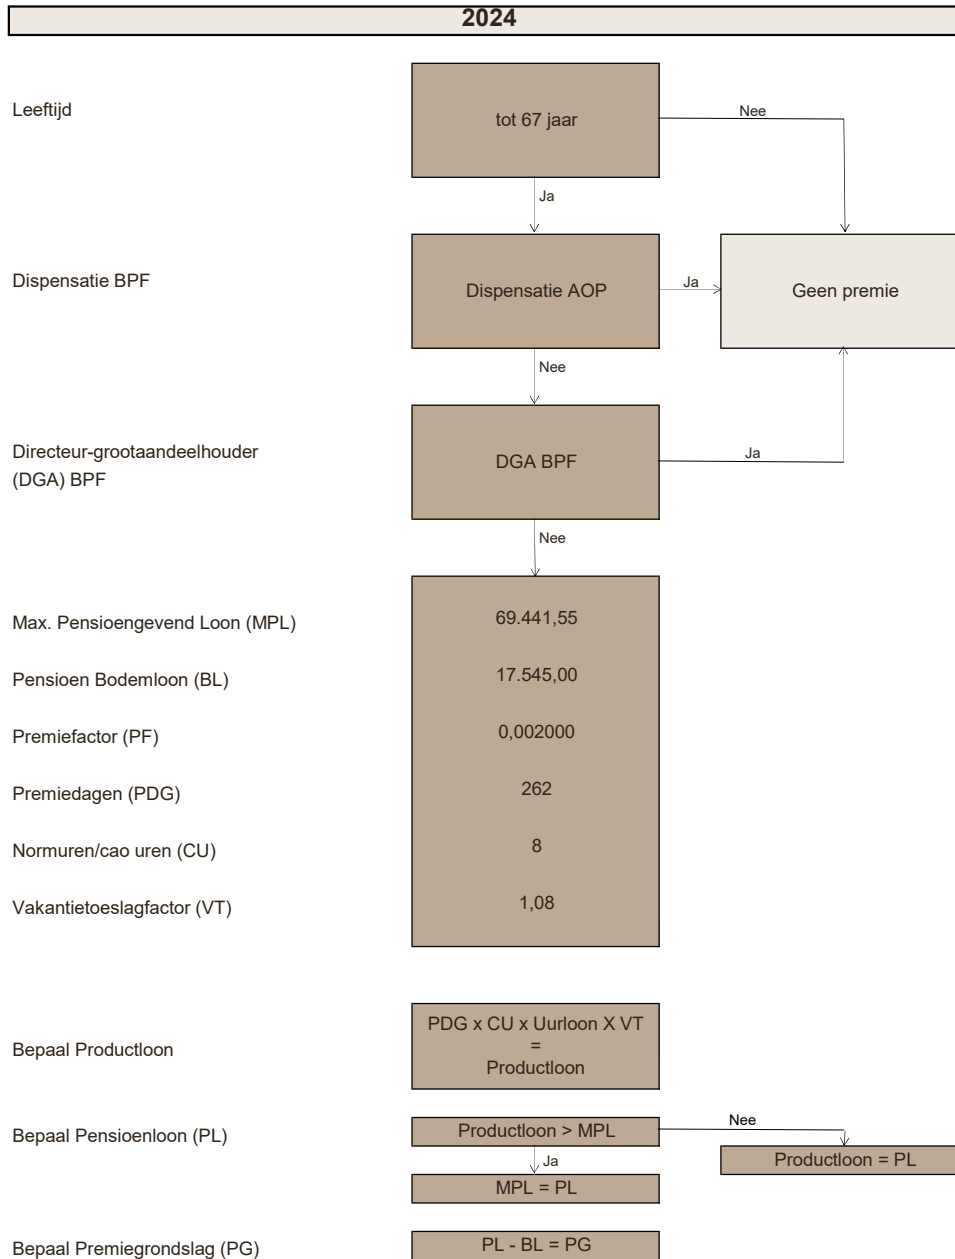 2024
Leeftijd
tot 67 jaar
Nee
Ja
Dispensatie BPF
Dispensatie AOP
Ja
Geen premie
Nee
Directeur-grootaandeelhouder
(DGA) BPF
DGA BPF
Ja
Nee
Max. Pensioengevend Loon (MPL)
69.441,55
Pensioen Bodemloon (BL)
17.545,00
Premiefactor (PF)
0,002000
Premiedagen (PDG)
262
Normuren/cao uren (CU)
8
Vakantietoeslagfactor (VT)
1,08
Bepaal Productloon
PDG x CU x Uurloon X VT
=
Productloon
Bepaal Pensioenloon (PL)
Productloon > MPL
Nee
Ja
Productloon = PL
MPL = PL
Bepaal Premiegrondslag (PG)
PL - BL = PG